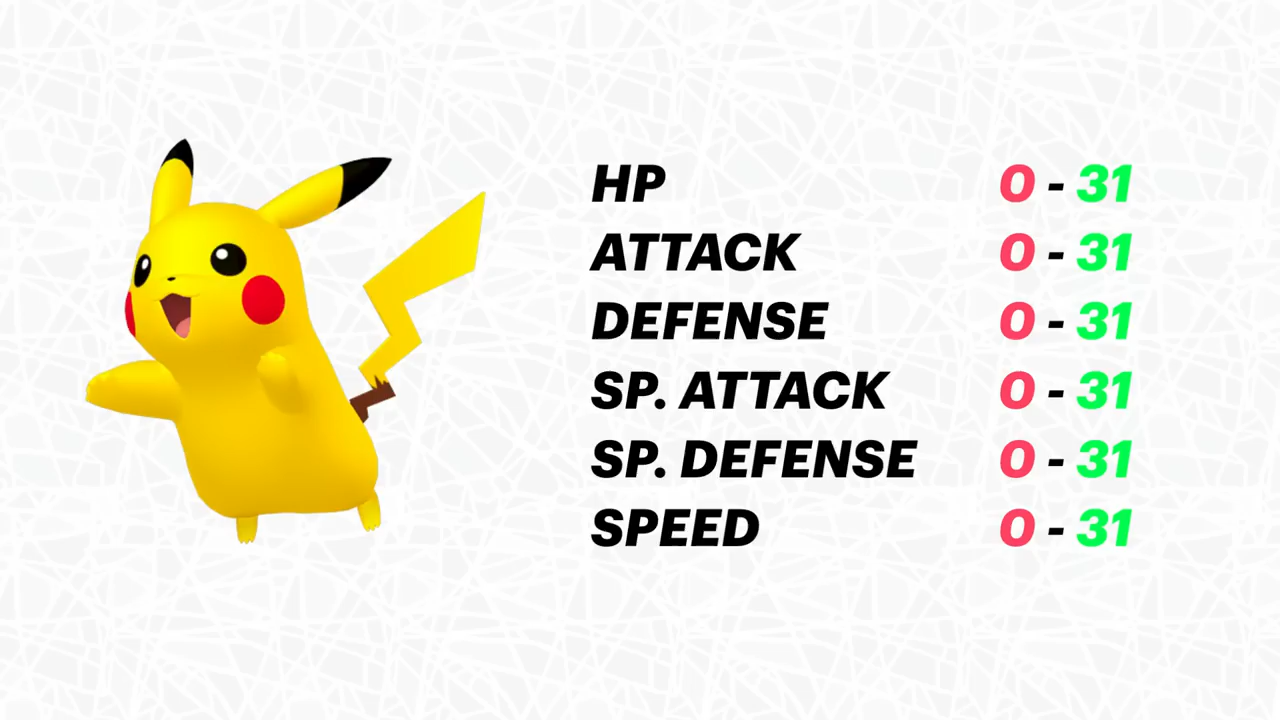 HP 0 - 31
ATTACK 0 - 31
DEFENSE 0 - 31
SP. ATTACK 0 - 31
SP. DEFENSE 0 - 31
SPEED 0 - 31